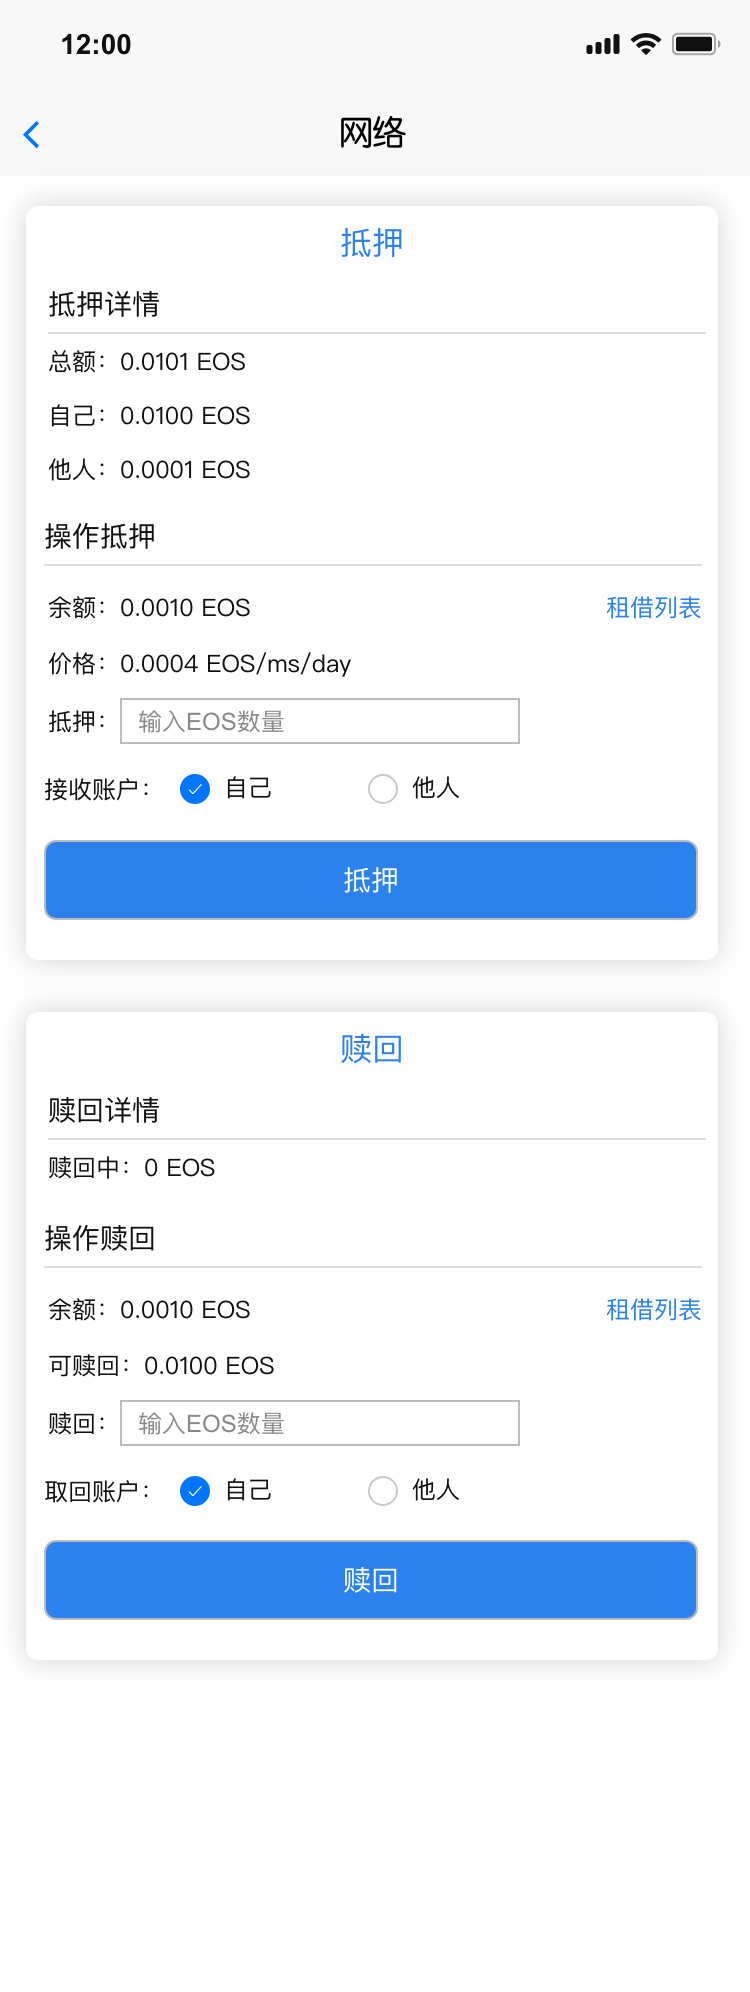 12:00
网络
抵押
抵押详情
总额：0.0101 EOS
自己：0.0100 EOS
他人：0.0001 EOS
操作抵押
余额：0.0010 EOS 租借列表
价格：0.0004 EOS/ms/day
抵押：输入EOS数量
接收账户： 自己 他人
抵押
赎回
赎回详情
赎回中：0 EOS
操作赎回
余额：0.0010 EOS 租借列表
可赎回：0.0100 EOS
赎回：输入EOS数量
取回账户： 自己 他人
赎回